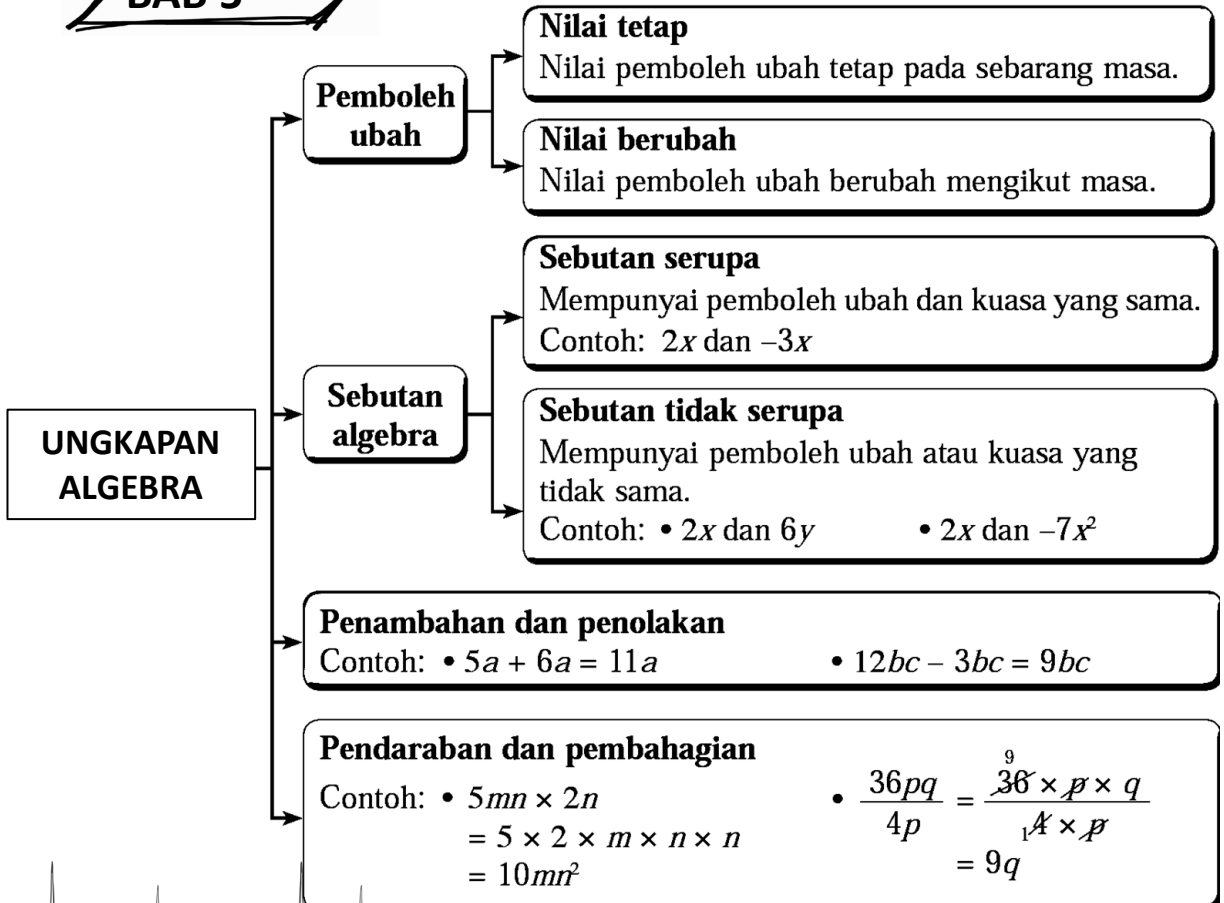 BAB 5
UNGKAPAN
ALGEBRA
Pemboleh
ubah
Nilai tetap
Nilai pemboleh ubah tetap pada sebarang masa.
Nilai berubah
Nilai pemboleh ubah berubah mengikut masa.
Sebutan
algebra
Sebutan serupa
Mempunyai pemboleh ubah dan kuasa yang sama.
Contoh: 2x dan –3x
Sebutan tidak serupa
Mempunyai pemboleh ubah atau kuasa yang
tidak sama.
Contoh: • 2x dan 6y • 2x dan –7x²
Penambahan dan penolakan
Contoh: • 5a + 6a = 11a • 12bc – 3bc = 9bc
Pendaraban dan pembahagian
Contoh: • 5mn × 2n
= 5 × 2 × m × n × n
= 10mn²
• 36pq / 4p = 9 36 × p × q / 1 4 × p
= 9q